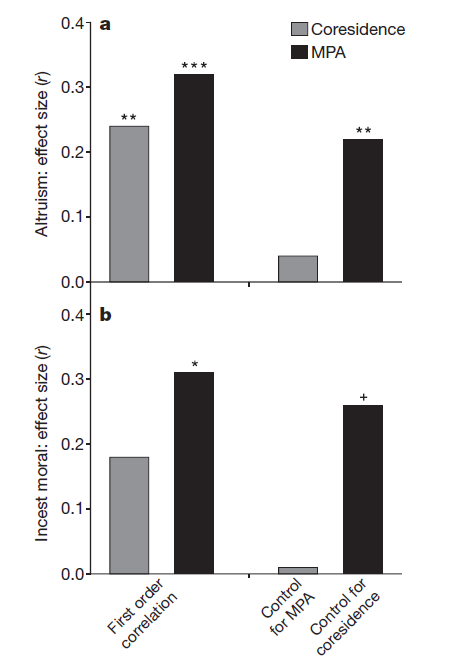 a
Coresidence
MPA
Altruism: effect size (r)
0.4
0.3
0.2
0.1
0.0
**
***
**
b
Incest moral: effect size (r)
0.4
0.3
0.2
0.1
0.0
*
+
First order
correlation
Control
for MPA
Control for
coresidence